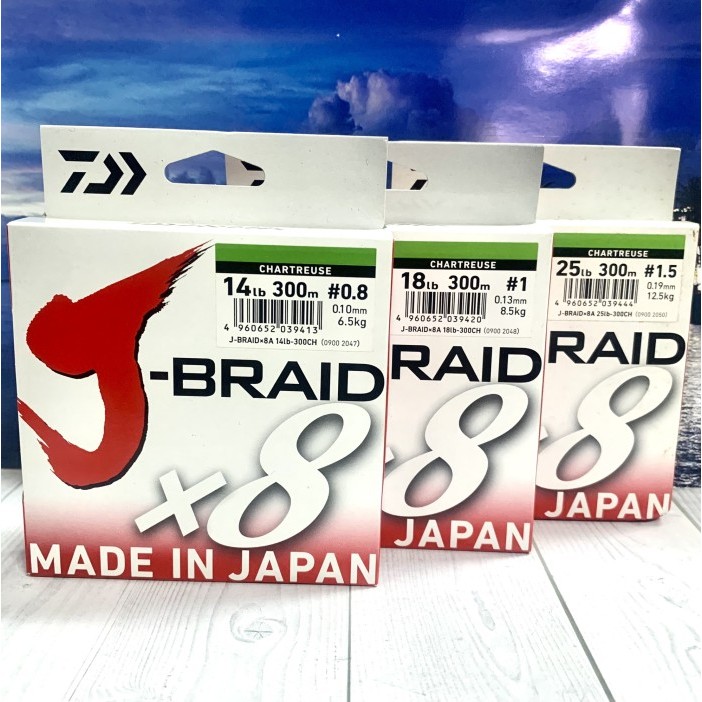 CHARTREUSE
14lb 300m #0.8
0.10mm
6.5kg
4 960652 039413
J-BRAID×8A 14lb-300CH (0900 2047)
J-BRAID
×8
MADE IN JAPAN
CHARTREUSE
18lb 300m #1
0.13mm
8.5kg
4 960652 039420
J-BRAID×8A 18lb-300CH (0900 2048)
RAID
8
JAPAN
CHARTREUSE
25lb 300m #1.5
0.19mm
12.5kg
4 960652 039444
J-BRAID×8A 25lb-300CH (0900 2050)
RAID
8
JAPAN